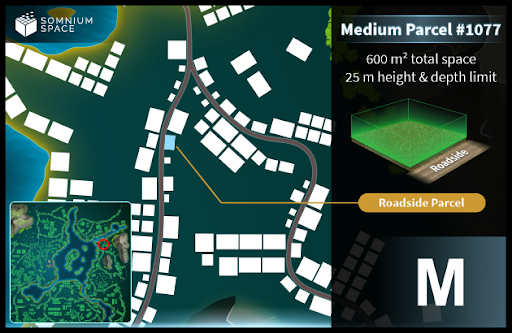 SOMNIUM
SPACE
Medium Parcel #1077
600 m² total space
25 m height & depth limit
Roadside
Roadside Parcel
M